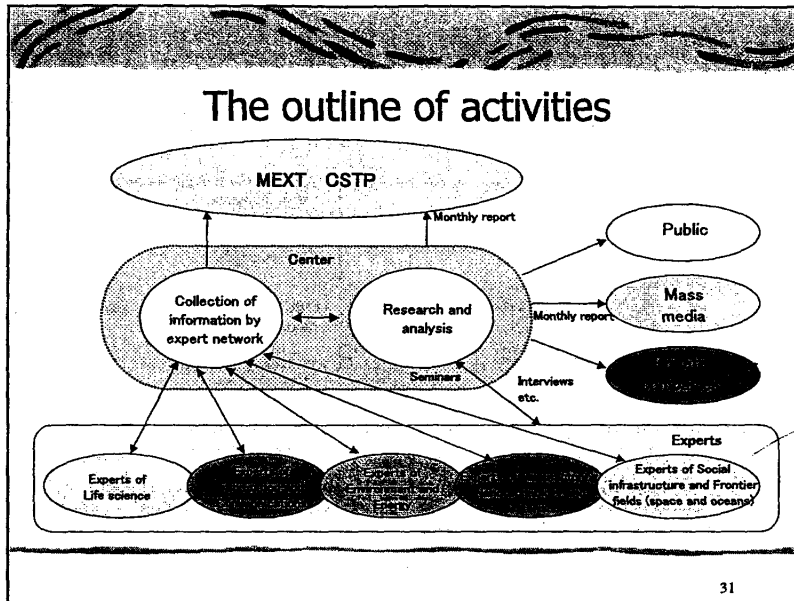 The outline of activities
MEXT CSTP
Monthly report
Center
Collection of
information by
expert network
Research and
analysis
Seminars
Public
Mass
media
Monthly report
Interviews
etc.
Experts
Experts of
Life science
Experts of
Experts of Social
infrastructure and Frontier
fields (space and oceans)
31